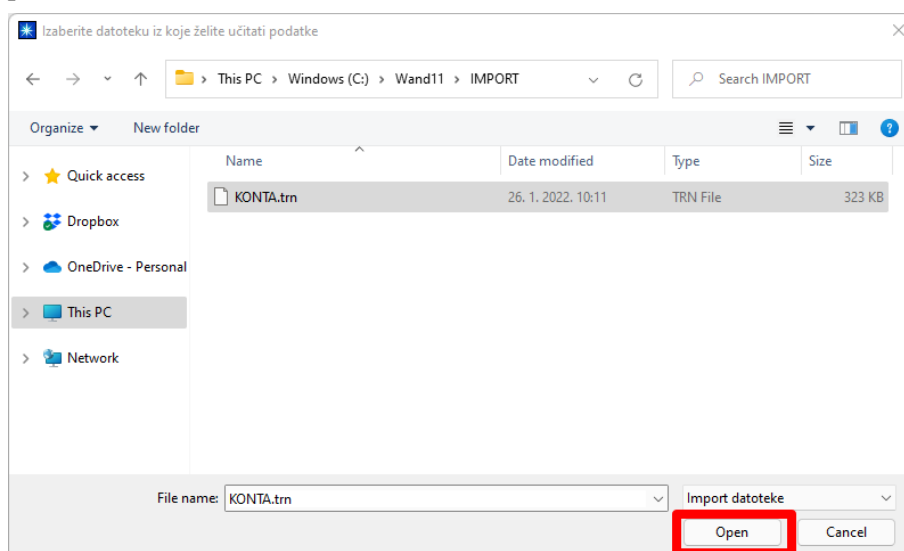 Izaberite datoteku iz koje želite učitati podatke
This PC > Windows (C:) > Wand11 > IMPORT
Search IMPORT
Organize New folder
Name Date modified Type Size
Quick access
KONTA.trn 26. 1. 2022. 10:11 TRN File 323 KB
Dropbox
OneDrive - Personal
This PC
Network
File name: KONTA.trn Import datoteke
Open Cancel